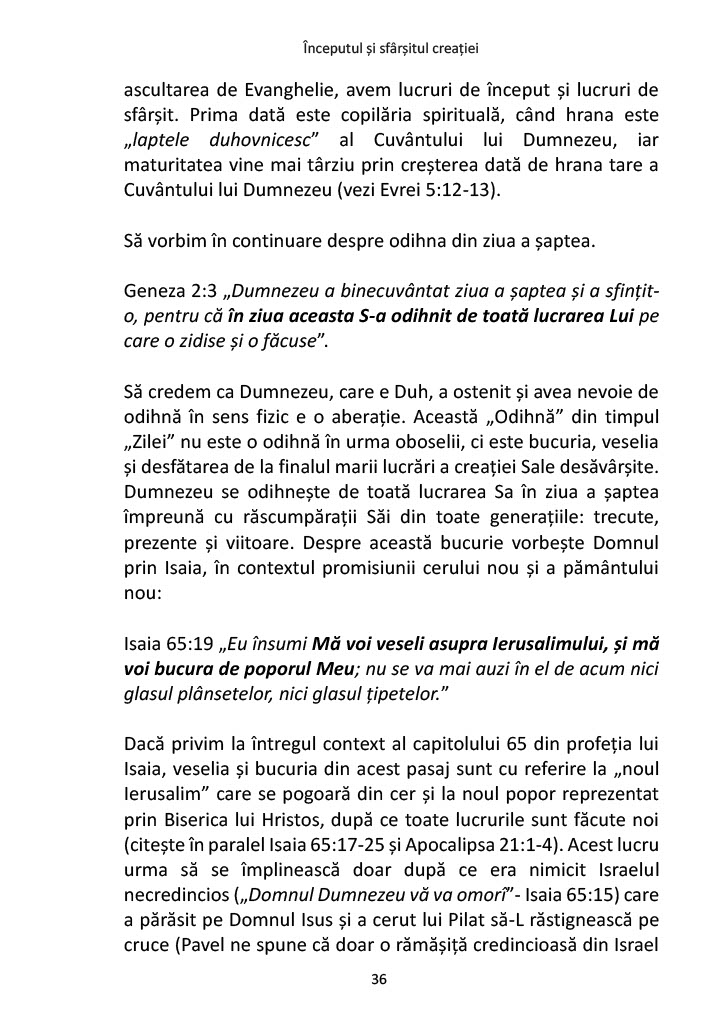 Începutul și sfârșitul creației
ascultarea de Evanghelie, avem lucruri de început și lucruri de
sfârșit. Prima dată este copilăria spirituală, când hrana este
„laptele duhovnicesc” al Cuvântului lui Dumnezeu, iar
maturitatea vine mai târziu prin creșterea dată de hrana tare a
Cuvântului lui Dumnezeu (vezi Evrei 5:12-13).
Să vorbim în continuare despre odihna din ziua a șaptea.
Geneza 2:3 „Dumnezeu a binecuvântat ziua a șaptea și a sfințit-
o, pentru că în ziua aceasta S-a odihnit de toată lucrarea Lui pe
care o zidise și o făcuse”.
Să credem ca Dumnezeu, care e Duh, a ostenit și avea nevoie de
odihnă în sens fizic e o aberație. Această „Odihnă” din timpul
„Zilei” nu este o odihnă în urma oboselii, ci este bucuria, veselia
și desfătarea de la finalul marii lucrări a creației Sale desăvârșite.
Dumnezeu se odihnește de toată lucrarea Sa în ziua a șaptea
împreună cu răscumpărații Săi din toate generațiile: trecute,
prezente și viitoare. Despre această bucurie vorbește Domnul
prin Isaia, în contextul promisiunii cerului nou și a pământului
nou:
Isaia 65:19 „Eu însumi Mă voi veseli asupra Ierusalimului, și mă
voi bucura de poporul Meu; nu se va mai auzi în el de acum nici
glasul plânsetelor, nici glasul țipetelor.”
Dacă privim la întregul context al capitolului 65 din profeția lui
Isaia, veselia și bucuria din acest pasaj sunt cu referire la „noul
Ierusalim” care se pogoară din cer și la noul popor reprezentat
prin Biserica lui Hristos, după ce toate lucrurile sunt făcute noi
(citește în paralel Isaia 65:17-25 și Apocalipsa 21:1-4). Acest lucru
urma să se împlinească doar după ce era nimicit Israelul
necredincios („Domnul Dumnezeu vă va omorî”- Isaia 65:15) care
a părăsit pe Domnul Isus și a cerut lui Pilat să-L răstignească pe
cruce (Pavel ne spune că doar o rămășiță credincioasă din Israel
36